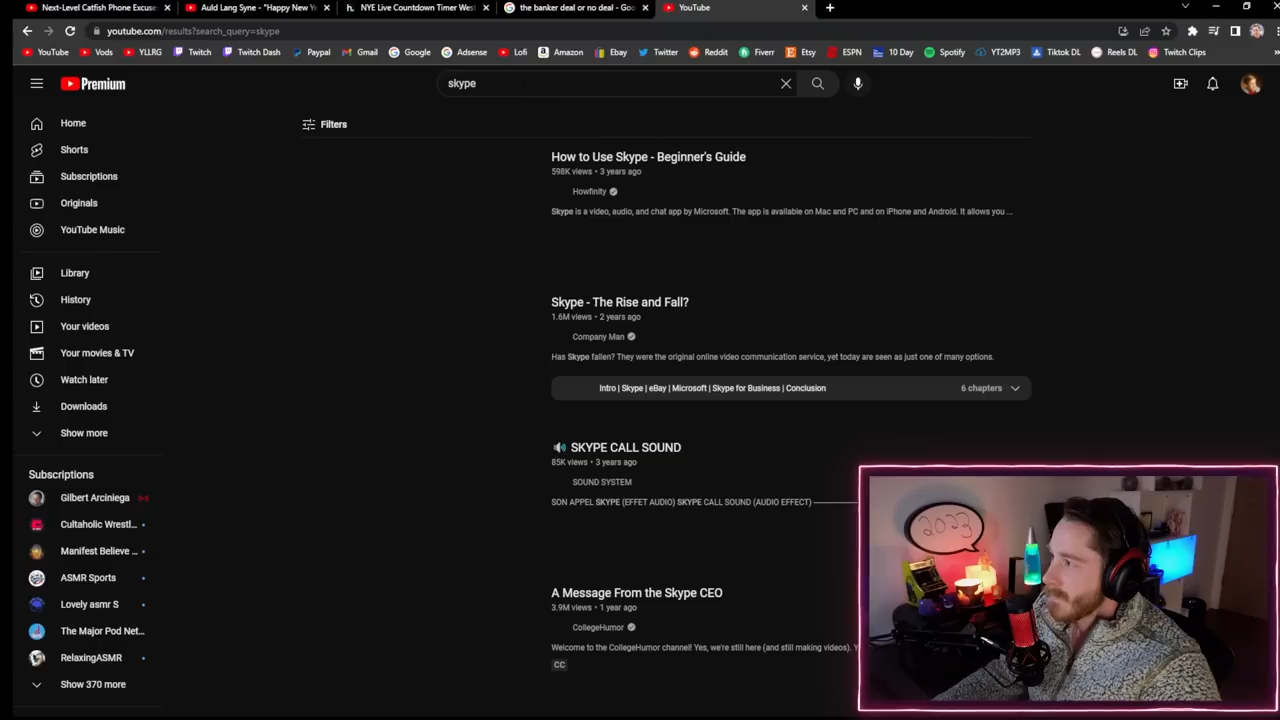 Next-Level Catfish Phone Excuse
Auld Lang Syne - "Happy New Y
NYE Live Countdown Timer West
the banker deal or no deal - Goo
YouTube
youtube.com/results?search_query=skype
YouTube
Vods
YLLRG
Twitch
Twitch Dash
Paypal
Gmail
Google
Adsense
Lofi
Amazon
Ebay
Twitter
Reddit
Fiverr
Etsy
ESPN
10 Day
Spotify
YT2MP3
Tiktok DL
Reels DL
Twitch Clips
Premium
skype
Home
Shorts
Subscriptions
Originals
YouTube Music
Library
History
Your videos
Your movies & TV
Watch later
Downloads
Show more
Subscriptions
Gilbert Arciniega
Cultaholic Wrestl...
Manifest Believe ...
ASMR Sports
Lovely asmr S
The Major Pod Net...
RelaxingASMR
Show 370 more
Filters
How to Use Skype - Beginner's Guide
598K views • 3 years ago
Howfinity
Skype is a video, audio, and chat app by Microsoft. The app is available on Mac and PC and on iPhone and Android. It allows you ...
Skype - The Rise and Fall?
1.6M views • 2 years ago
Company Man
Has Skype fallen? They were the original online video communication service, yet today are seen as just one of many options.
Intro | Skype | eBay | Microsoft | Skype for Business | Conclusion
6 chapters
SKYPE CALL SOUND
85K views • 3 years ago
SOUND SYSTEM
SON APPEL SKYPE (EFFET AUDIO) SKYPE CALL SOUND (AUDIO EFFECT)
A Message From the Skype CEO
3.9M views • 1 year ago
CollegeHumor
Welcome to the CollegeHumor channel! Yes, we're still here (and still making videos). Y
CC
2023